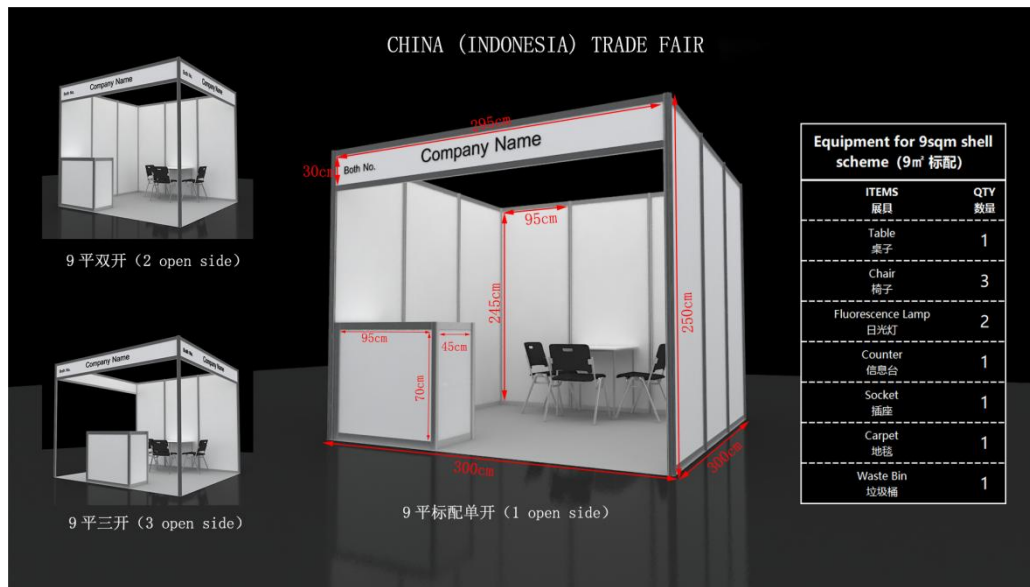 CHINA (INDONESIA) TRADE FAIR
Both No.
Company Name
Company Name
9平双开（2 open side）
Both No.
Company Name
Company Name
9平三开（3 open side）
295cm
30cm
Both No.
Company Name
95cm
245cm
250cm
95cm
45cm
70cm
300cm
300cm
9平标配单开（1 open side）
Equipment for 9sqm shell
scheme（9㎡ 标配）
ITEMS QTY
展具 数量
Table
桌子
1
Chair
椅子
3
Fluorescence Lamp
日光灯
2
Counter
信息台
1
Socket
插座
1
Carpet
地毯
1
Waste Bin
垃圾桶
1